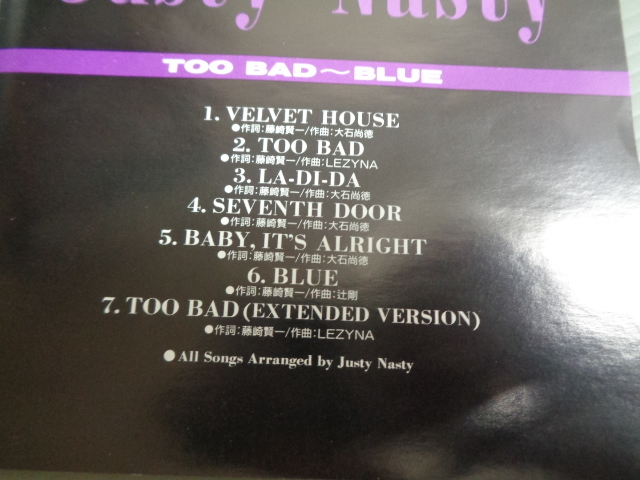 Justy Nasty
TOO BAD～BLUE
1. VELVET HOUSE
●作詞：藤崎賢一/作曲：大石尚徳
2. TOO BAD
●作詞：藤崎賢一/作曲：LEZYNA
3. LA-DI-DA
●作詞：藤崎賢一/作曲：大石尚徳
4. SEVENTH DOOR
●作詞：藤崎賢一/作曲：大石尚徳
5. BABY, IT'S ALRIGHT
●作詞：藤崎賢一/作曲：大石尚徳
6. BLUE
●作詞：藤崎賢一/作曲：辻剛
7. TOO BAD (EXTENDED VERSION)
●作詞：藤崎賢一/作曲：LEZYNA
●All Songs Arranged by Justy Nasty